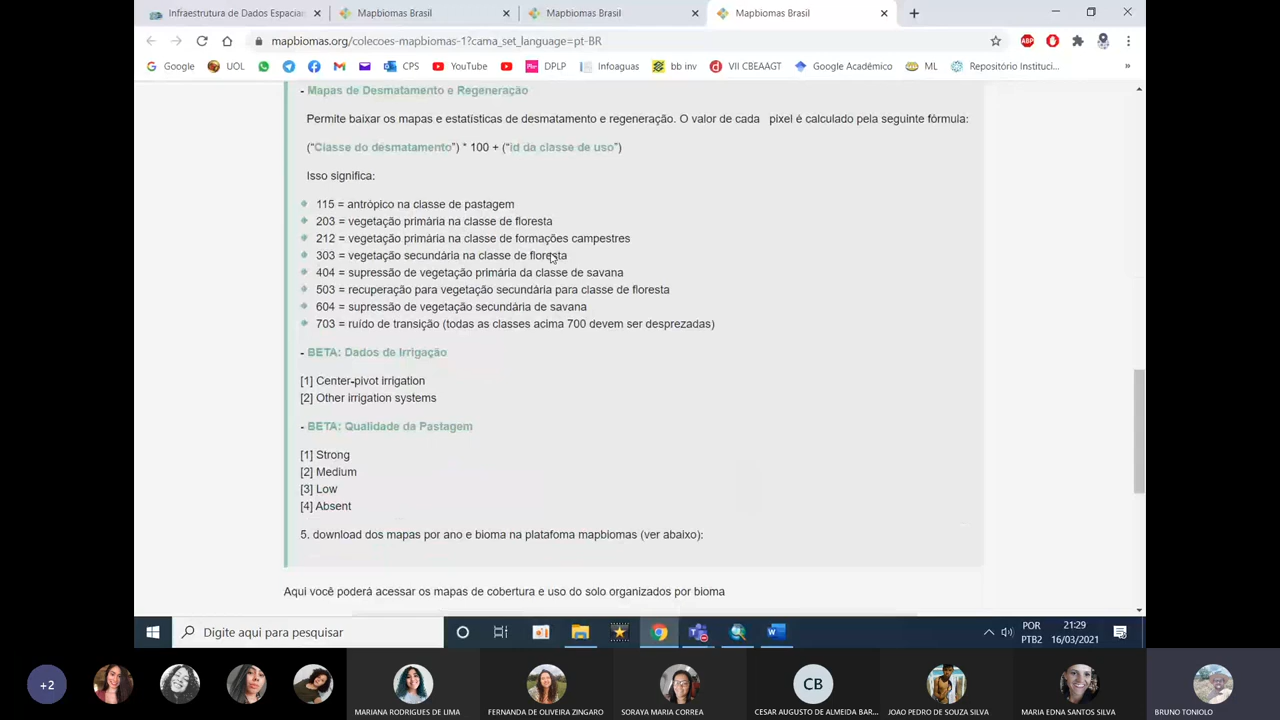 Infraestrutura de Dados Espaciais
Mapbiomas Brasil
Mapbiomas Brasil
Mapbiomas Brasil
mapbiomas.org/colecoes-mapbiomas-1?cama_set_language=pt-BR
ABP
Google
UOL
CPS
YouTube
DPLP
Infoaguas
bb inv
VII CBEAAGT
Google Acadêmico
ML
Repositório Instituci...
»
- Mapas de Desmatamento e Regeneração
Permite baixar os mapas e estatísticas de desmatamento e regeneração. O valor de cada pixel é calculado pela seguinte fórmula:
("Classe do desmatamento") * 100 + ("id da classe de uso")
Isso significa:
115 = antrópico na classe de pastagem
203 = vegetação primária na classe de floresta
212 = vegetação primária na classe de formações campestres
303 = vegetação secundária na classe de floresta
404 = supressão de vegetação primária da classe de savana
503 = recuperação para vegetação secundária para classe de floresta
604 = supressão de vegetação secundária de savana
703 = ruído de transição (todas as classes acima 700 devem ser desprezadas)
- BETA: Dados de Irrigação
[1] Center-pivot irrigation
[2] Other irrigation systems
- BETA: Qualidade da Pastagem
[1] Strong
[2] Medium
[3] Low
[4] Absent
5. download dos mapas por ano e bioma na platafoma mapbiomas (ver abaixo):
Aqui você poderá acessar os mapas de cobertura e uso do solo organizados por bioma
Digite aqui para pesquisar
POR
PTB2
21:29
16/03/2021
+2
MARIANA RODRIGUES DE LIMA
FERNANDA DE OLIVEIRA ZINGARO
SORAYA MARIA CORREA
CB
CESAR AUGUSTO DE ALMEIDA BAR...
JOAO PEDRO DE SOUZA SILVA
MARIA EDNA SANTOS SILVA
BRUNO TONIOLO